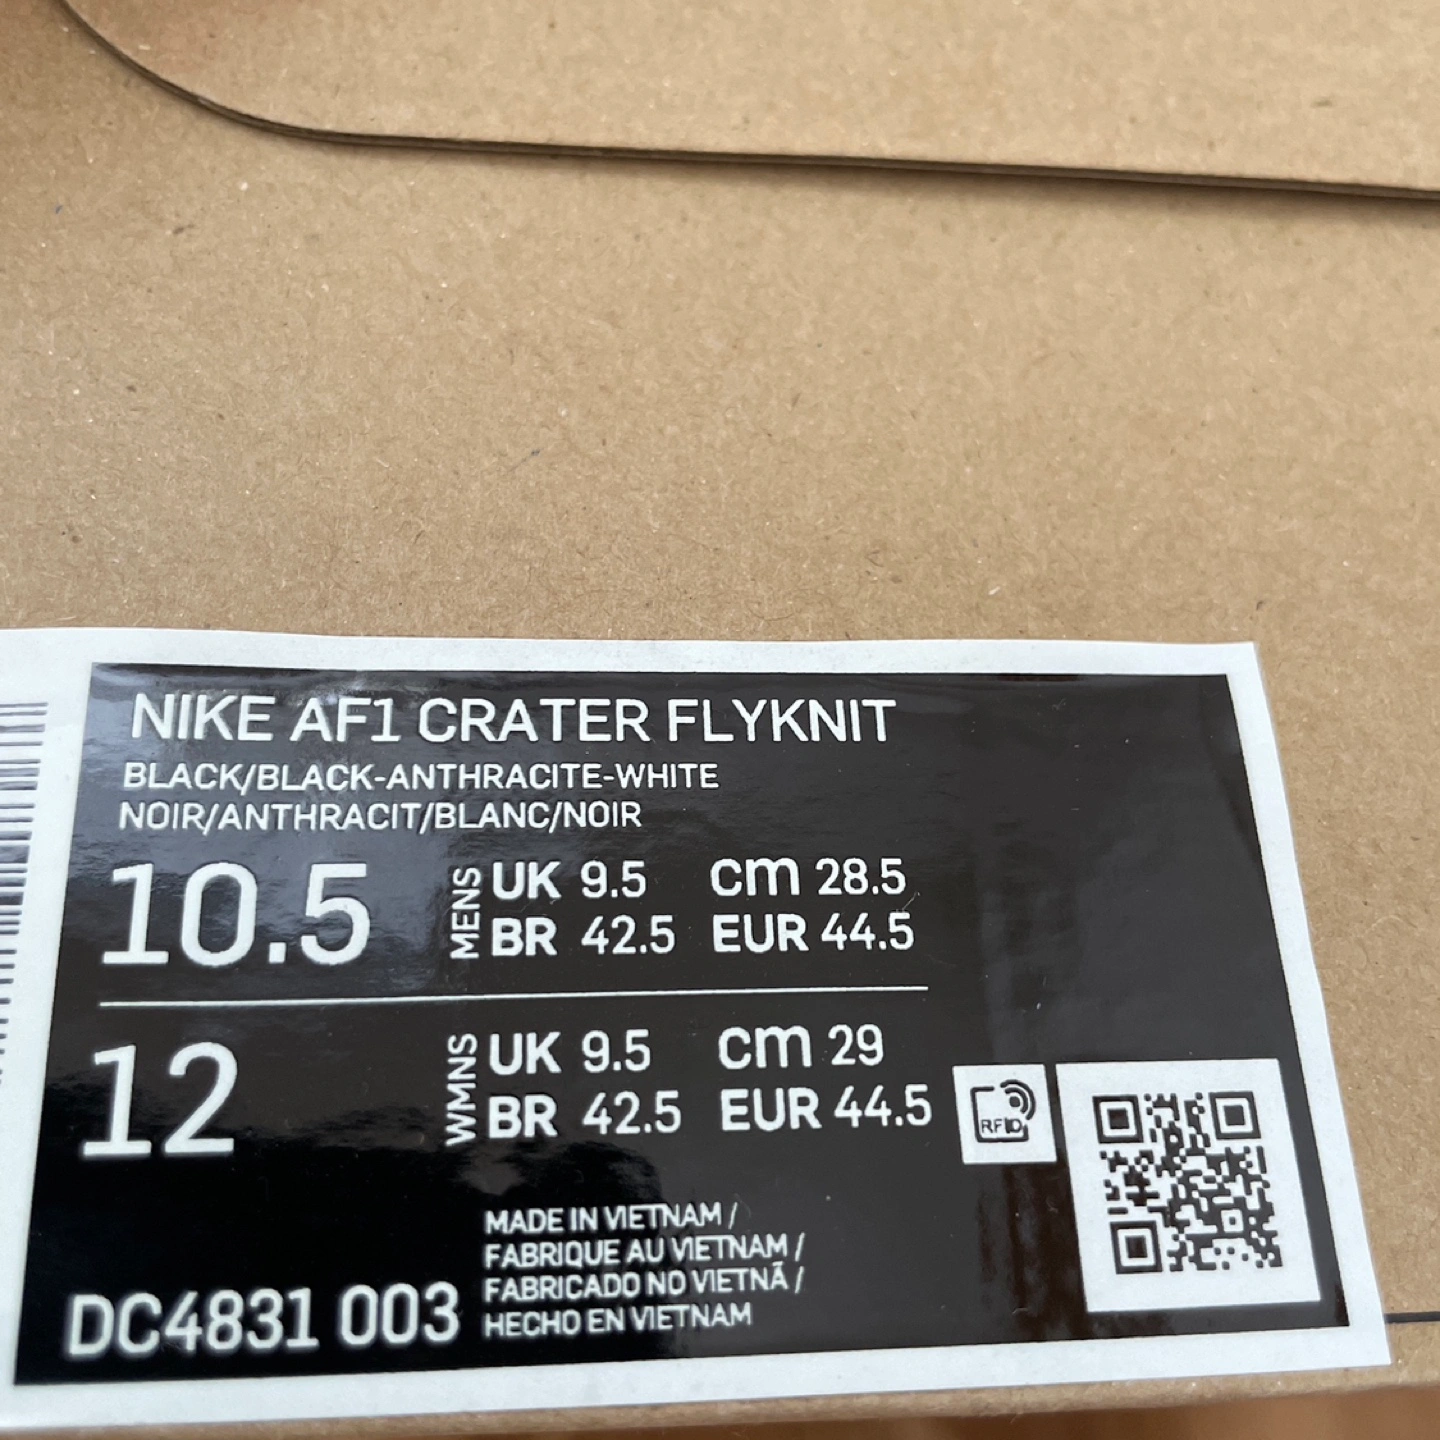 NIKE AF1 CRATER FLYKNIT
BLACK/BLACK-ANTHRACITE-WHITE
NOIR/ANTHRACIT/BLANC/NOIR
10.5 MENS UK 9.5 cm 28.5
BR 42.5 EUR 44.5
12 WMNS UK 9.5 cm 29
BR 42.5 EUR 44.5
RFID
MADE IN VIETNAM /
FABRIQUE AU VIETNAM /
FABRICADO NO VIETNÃ /
HECHO EN VIETNAM
DC4831 003